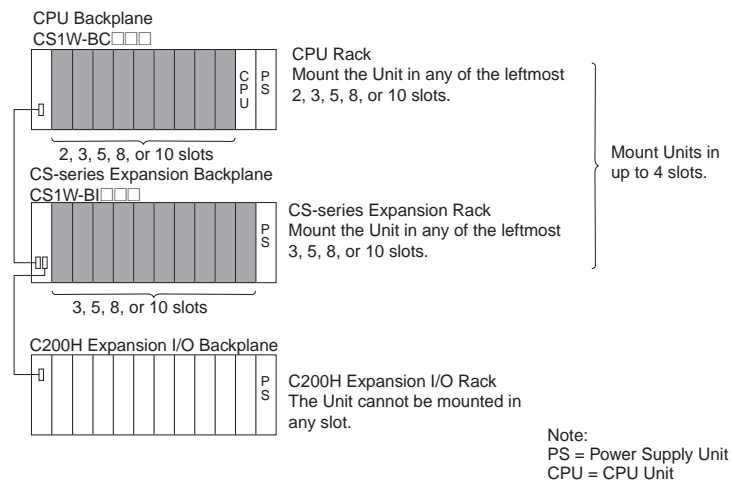 CPU Backplane
CS1W-BC□□□
CPU
PS
CPU Rack
Mount the Unit in any of the leftmost
2, 3, 5, 8, or 10 slots.
2, 3, 5, 8, or 10 slots
Mount Units in
up to 4 slots.
CS-series Expansion Backplane
CS1W-BI□□□
PS
CS-series Expansion Rack
Mount the Unit in any of the leftmost
3, 5, 8, or 10 slots.
3, 5, 8, or 10 slots
C200H Expansion I/O Backplane
PS
C200H Expansion I/O Rack
The Unit cannot be mounted in
any slot.
Note:
PS = Power Supply Unit
CPU = CPU Unit